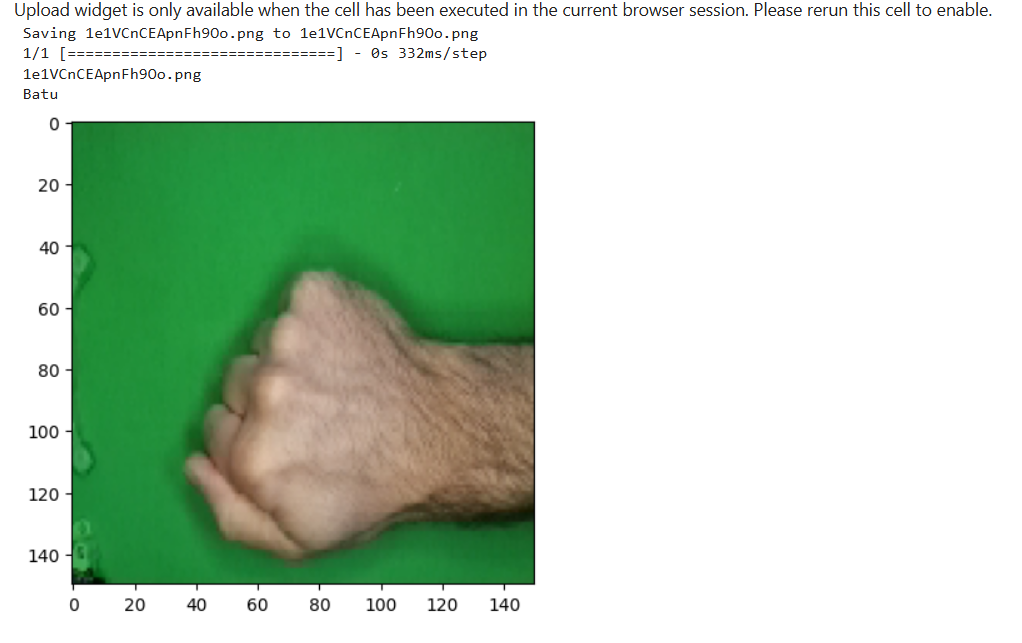 Upload widget is only available when the cell has been executed in the current browser session. Please rerun this cell to enable.
Saving 1e1VCnCEApnFh9Oo.png to 1e1VCnCEApnFh9Oo.png
1/1 [==============================] - 0s 332ms/step
1e1VCnCEApnFh9Oo.png
Batu
0
20
40
60
80
100
120
140
0 20 40 60 80 100 120 140